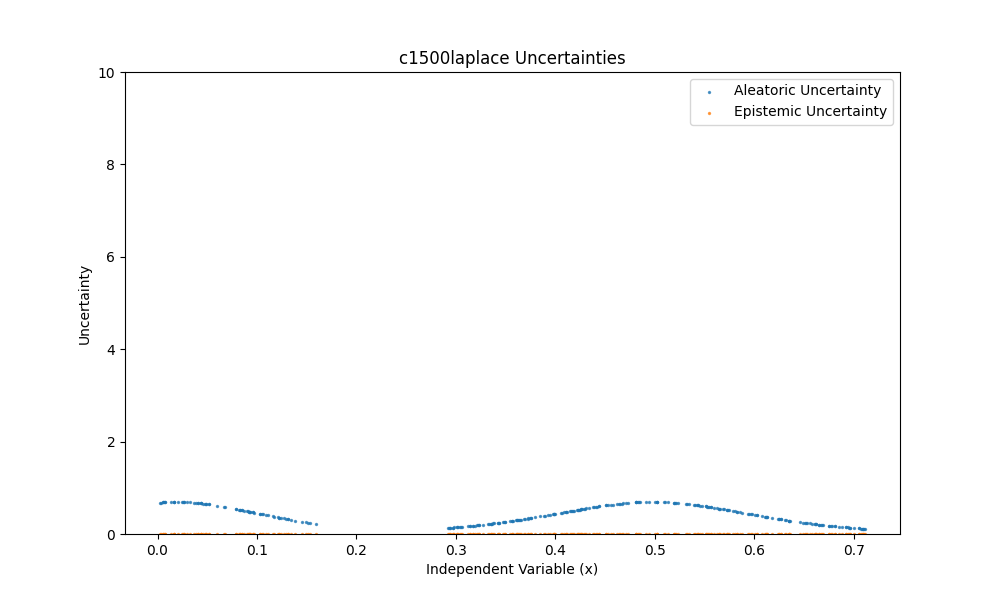 c1500laplace Uncertainties
Aleatoric Uncertainty
Epistemic Uncertainty
Uncertainty
10
8
6
4
2
0
0.0 0.1 0.2 0.3 0.4 0.5 0.6 0.7
Independent Variable (x)